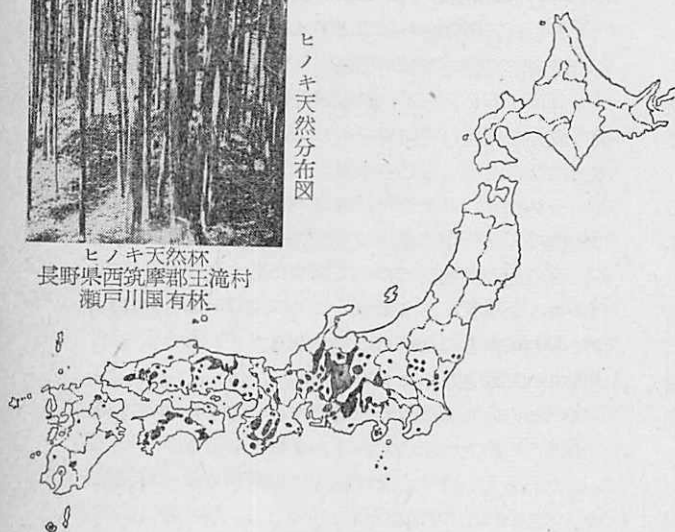 ヒノキ天然分布図
ヒノキ天然林
長野県西筑摩郡王滝村
瀬戸川国有林